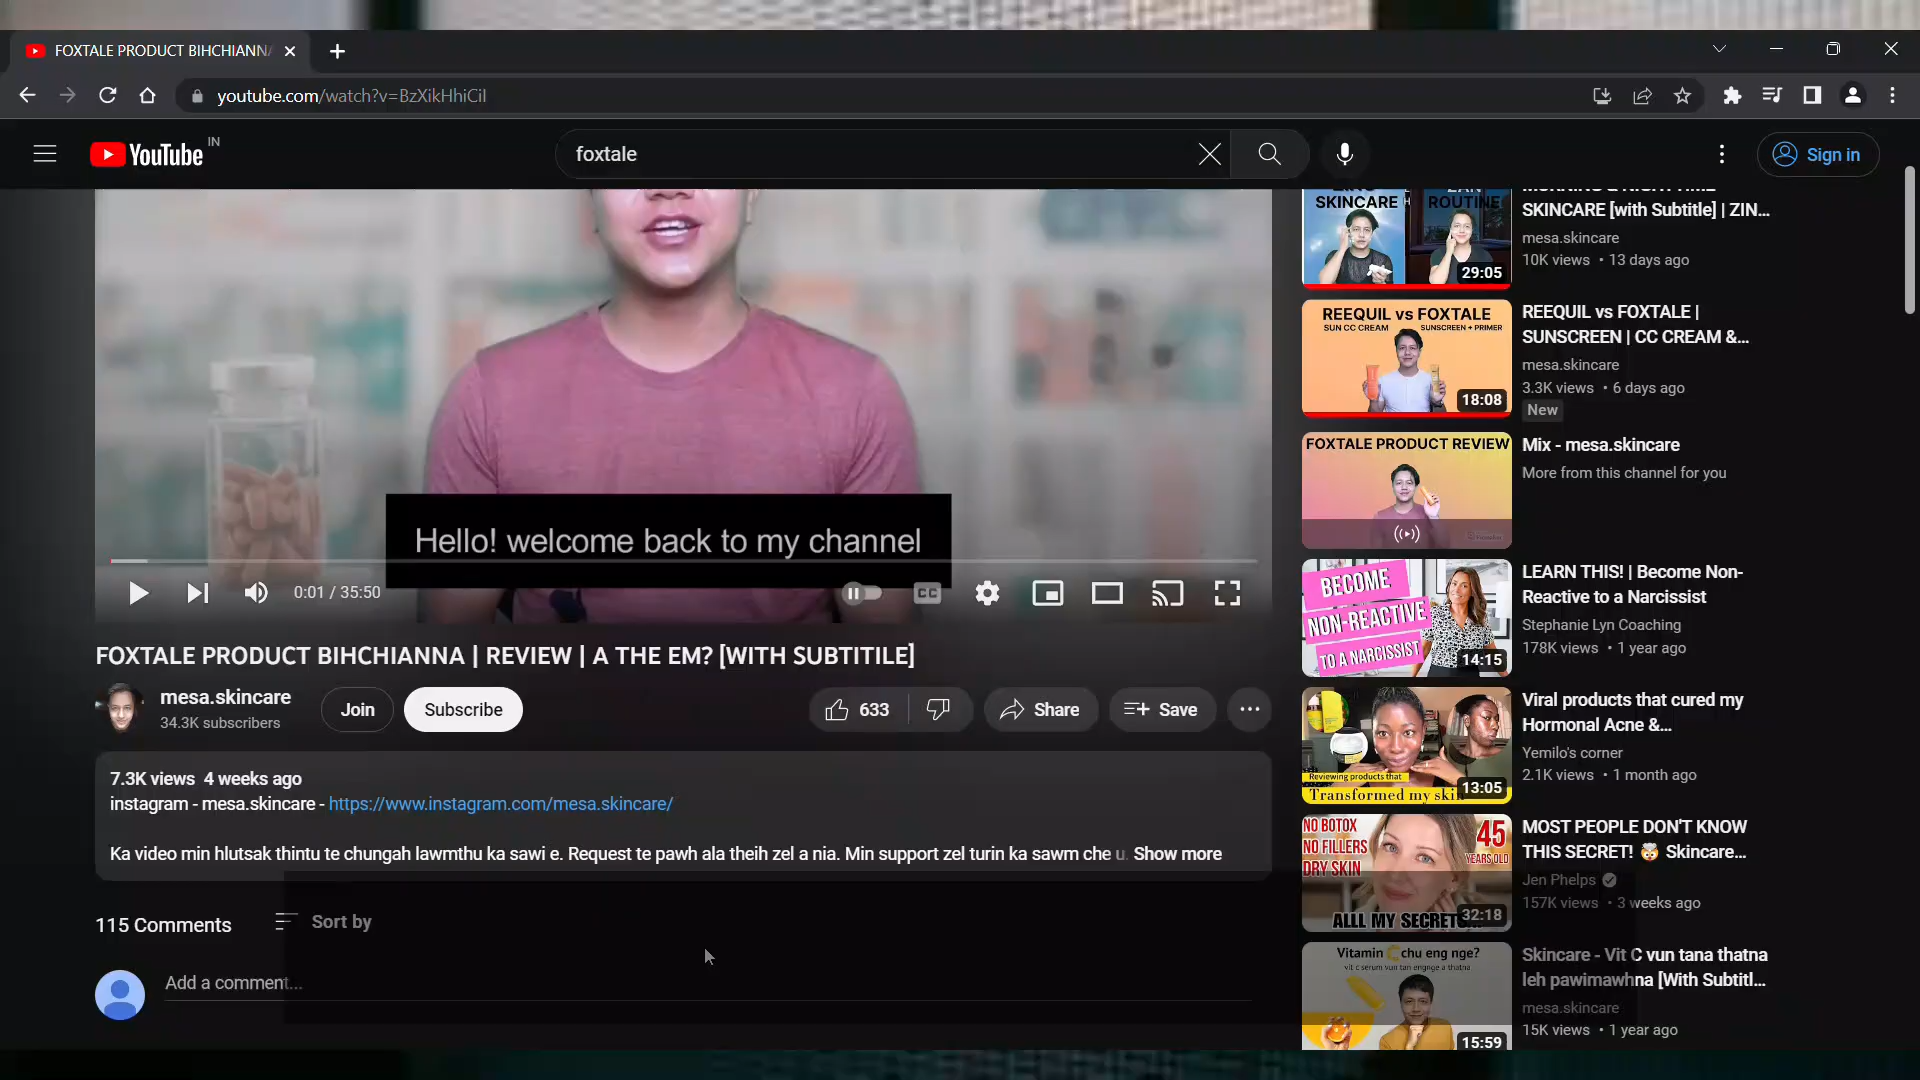 FOXTALE PRODUCT BIHCHIANNA
youtube.com/watch?v=BzXikHhiCiI
YouTube IN
foxtale
Sign in
Hello! welcome back to my channel
0:01 / 35:50
CC
FOXTALE PRODUCT BIHCHIANNA | REVIEW | A THE EM? [WITH SUBTITILE]
mesa.skincare
34.3K subscribers
Join
Subscribe
633
Share
Save
7.3K views 4 weeks ago
instagram - mesa.skincare - https://www.instagram.com/mesa.skincare/
Ka video min hlutsak thintu te chungah lawmthu ka sawi e. Request te pawh ala theih zel a nia. Min support zel turin ka sawm che u. Show more
115 Comments
Sort by
Add a comment...
SKINCARE
ROUTINE
29:05
SKINCARE [with Subtitle] | ZIN...
mesa.skincare
10K views • 13 days ago
REEQUIL vs FOXTALE
SUN CC CREAM
SUNSCREEN + PRIMER
18:08
REEQUIL vs FOXTALE |
SUNSCREEN | CC CREAM &...
mesa.skincare
3.3K views • 6 days ago
New
FOXTALE PRODUCT REVIEW
Mix - mesa.skincare
More from this channel for you
BECOME
NON-REACTIVE
TO A NARCISSIST
14:15
LEARN THIS! | Become Non-
Reactive to a Narcissist
Stephanie Lyn Coaching
178K views • 1 year ago
Reviewing products that
Transformed my skin
13:05
Viral products that cured my
Hormonal Acne &...
Yemilo's corner
2.1K views • 1 month ago
NO BOTOX
NO FILLERS
DRY SKIN
45
YEARS OLD
ALLL MY SECRET
32:18
MOST PEOPLE DON'T KNOW
THIS SECRET! 🤯 Skincare...
Jen Phelps
157K views • 3 weeks ago
Vitamin C chu eng nge?
vit c serum vun tan engnge a thatna
15:59
Skincare - Vit C vun tana thatna
leh pawimawhna [With Subtitl...
mesa.skincare
15K views • 1 year ago